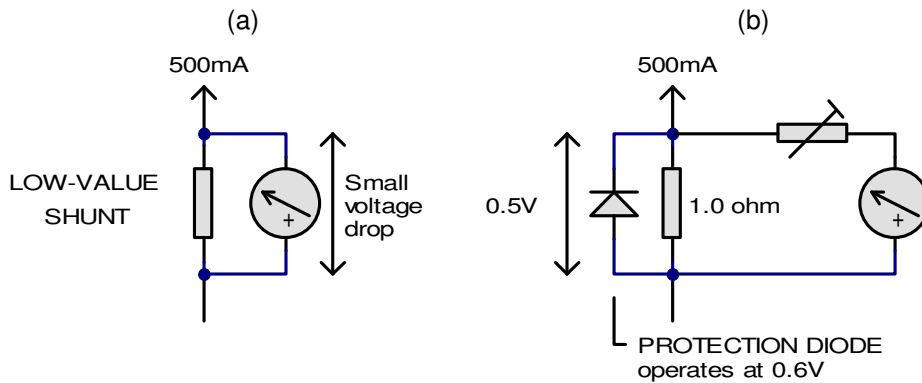 (a)
500mA
LOW-VALUE
SHUNT
+
Small
voltage
drop
(b)
500mA
0.5V
1.0 ohm
+
PROTECTION DIODE
operates at 0.6V